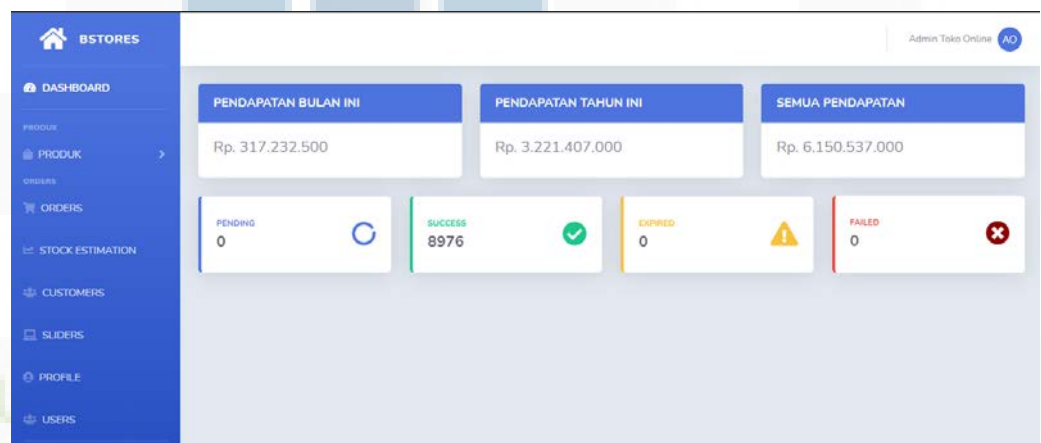 BSTORES
Admin Toko Online AO
DASHBOARD
PRODUK
PRODUK
ORDERS
ORDERS
STOCK ESTIMATION
CUSTOMERS
SLIDERS
PROFILE
USERS
PENDAPATAN BULAN INI
Rp. 317.232.500
PENDAPATAN TAHUN INI
Rp. 3.221.407.000
SEMUA PENDAPATAN
Rp. 6.150.537.000
PENDING
0
SUCCESS
8976
EXPIRED
0
FAILED
0